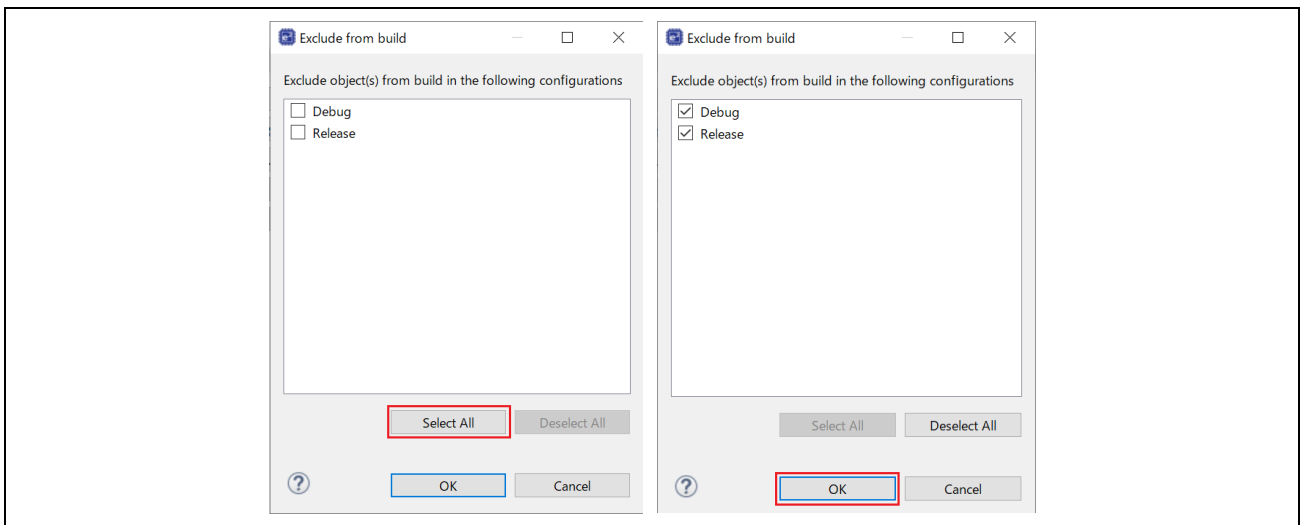 Exclude from build
Exclude object(s) from build in the following configurations
Debug
Release
Select All Deselect All
OK Cancel
Exclude from build
Exclude object(s) from build in the following configurations
Debug
Release
Select All Deselect All
OK Cancel